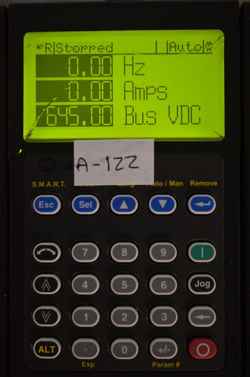 R|Stopped |Auto|
0.00 Hz
0.00 Amps
645.00 Bus VDC
A-122
S.M.A.R.T. Auto / Man Remove
Esc Sel
7 8 9
4 5 6 Jog
1 2 3
ALT . 0 +/-
Exp Param #